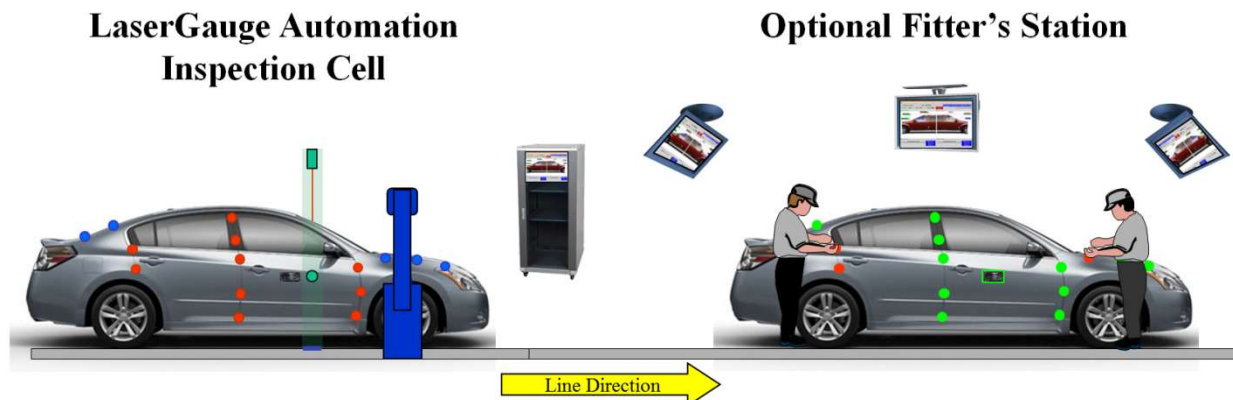 LaserGauge Automation
Inspection Cell
Optional Fitter's Station
Line Direction